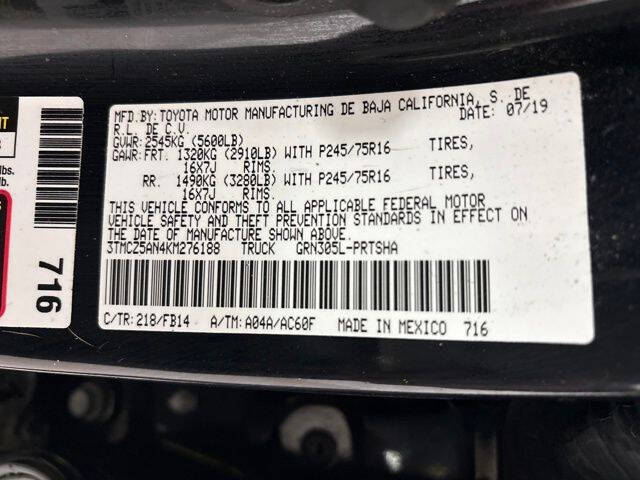 MFD.BY:TOYOTA MOTOR MANUFACTURING DE BAJA CALIFORNIA, S. DE
R.L. DE C.V. DATE: 07/19
GVWR:2545KG (5600LB)
GAWR:FRT. 1320KG (2910LB) WITH P245/75R16 TIRES,
16X7J RIMS,
RR. 1490KG (3280LB) WITH P245/75R16 TIRES,
16X7J RIMS
THIS VEHICLE CONFORMS TO ALL APPLICABLE FEDERAL MOTOR
VEHICLE SAFETY AND THEFT PREVENTION STANDARDS IN EFFECT ON
THE DATE OF MANUFACTURE SHOWN ABOVE.
3TMCZ5AN4KM276188 TRUCK GRN305L-PRTSHA
C/TR:218/FB14 A/TM:A04A/AC60F MADE IN MEXICO 716
716
lbs.
lb.